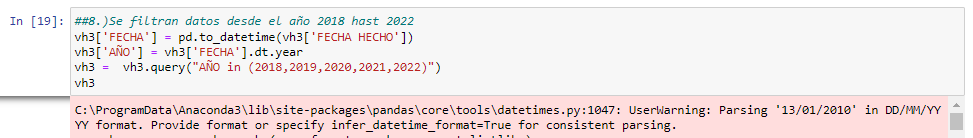 In [19]:
##8.)Se filtran datos desde el año 2018 hast 2022
vh3['FECHA'] = pd.to_datetime(vh3['FECHA HECHO'])
vh3['AÑO'] = vh3['FECHA'].dt.year
vh3 =  vh3.query("AÑO in (2018,2019,2020,2021,2022)")
vh3
C:\ProgramData\Anaconda3\lib\site-packages\pandas\core\tools\datetimes.py:1047: UserWarning: Parsing '13/01/2010' in DD/MM/YY
YY format. Provide format or specify infer_datetime_format=True for consistent parsing.